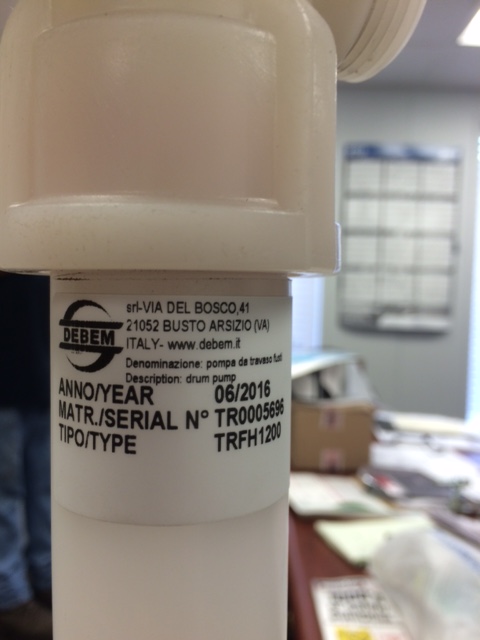 DEBEM
srl-VIA DEL BOSCO,41
21052 BUSTO ARSIZIO (VA)
ITALY- www.debem.it
Denominazione: pompa da travaso fusti
Description: drum pump
ANNO/YEAR 06/2016
MATR./SERIAL N° TR0005696
TIPO/TYPE TRFH1200